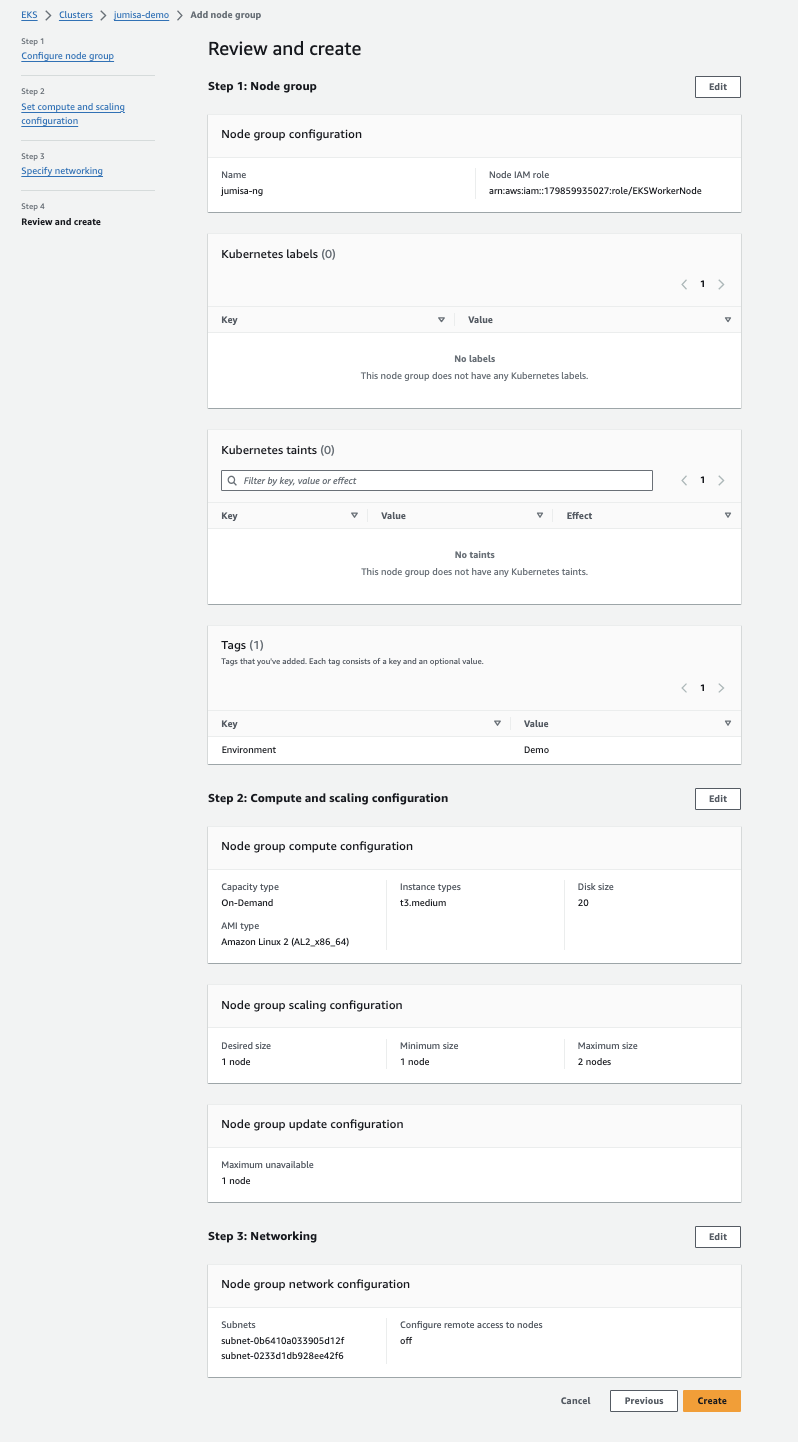 EKS > Clusters > jumisa-demo > Add node group
Step 1
Configure node group
Step 2
Set compute and scaling
configuration
Step 3
Specify networking
Step 4
Review and create
Review and create
Step 1: Node group
Edit
Node group configuration
Name
jumisa-ng
Node IAM role
arn:aws:iam::179859935027:role/EKSWorkerNode
Kubernetes labels (0)
1
Key Value
No labels
This node group does not have any Kubernetes labels.
Kubernetes taints (0)
Filter by key, value or effect
1
Key Value Effect
No taints
This node group does not have any Kubernetes taints.
Tags (1)
Tags that you've added. Each tag consists of a key and an optional value.
1
Key Value
Environment Demo
Step 2: Compute and scaling configuration
Edit
Node group compute configuration
Capacity type
On-Demand
AMI type
Amazon Linux 2 (AL2_x86_64)
Instance types
t3.medium
Disk size
20
Node group scaling configuration
Desired size
1 node
Minimum size
1 node
Maximum size
2 nodes
Node group update configuration
Maximum unavailable
1 node
Step 3: Networking
Edit
Node group network configuration
Subnets
subnet-0b6410a033905d12f
subnet-0233d1db928ee42f6
Configure remote access to nodes
off
Cancel
Previous
Create